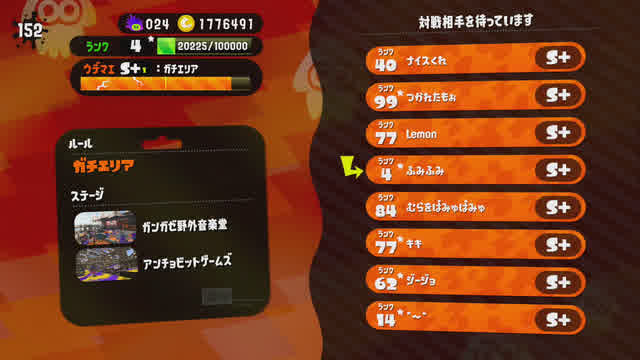 152
024 1776491
ランク 4★ 20225/100000
ウデマエ S+1 : ガチエリア
ルール
ガチエリア
ステージ
ガンガゼ野外音楽堂
アンチョビットゲームズ
対戦相手を待っています
ランク 40 ナイスくれ S+
ランク 99★ つかれたもぉ S+
ランク 77 Lemon S+
ランク 4★ ふみふみ S+
ランク 84 むらをぱみゅぱみゅ S+
ランク 77★ キキ S+
ランク 62★ ジージョ S+
ランク 14★ ˘〜˘ S+